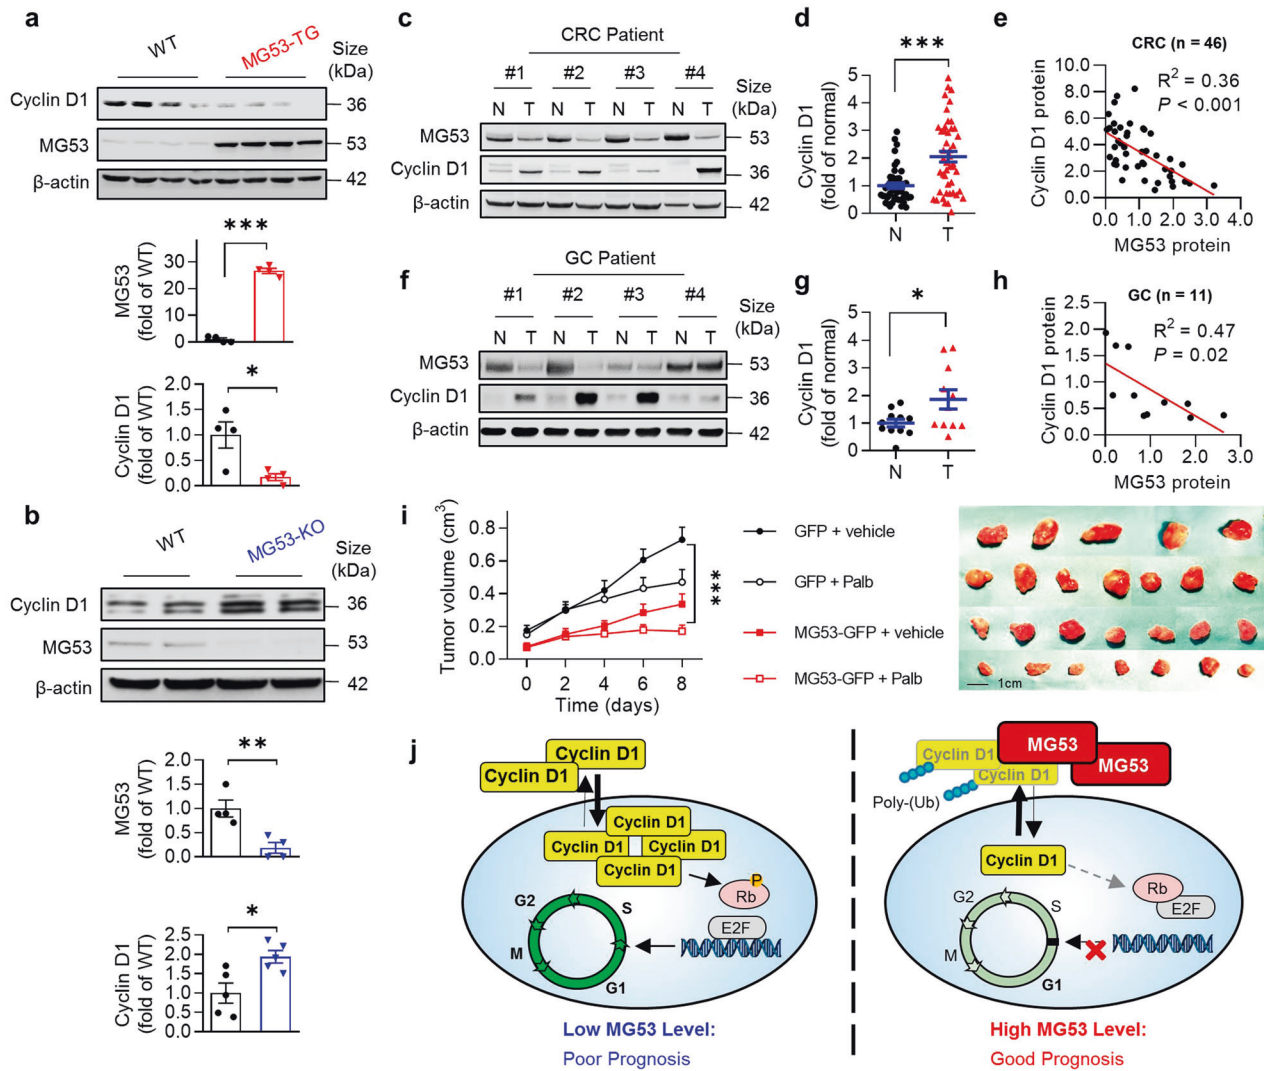 a
WT
MG53-TG
Size
(kDa)
Cyclin D1
36
MG53
53
β-actin
42
***
MG53
(fold of WT)
30
20
10
0
*
Cyclin D1
(fold of WT)
2.0
1.5
1.0
0.5
0.0
b
WT
MG53-KO
Size
(kDa)
Cyclin D1
36
MG53
53
β-actin
42
**
MG53
(fold of WT)
2.0
1.5
1.0
0.5
0.0
*
Cyclin D1
(fold of WT)
2.5
2.0
1.5
1.0
0.5
0.0
c
CRC Patient
#1 #2 #3 #4
Size
(kDa)
N T N T N T N T
MG53
53
Cyclin D1
36
β-actin
42
d
***
Cyclin D1
(fold of normal)
5
4
3
2
1
0
N T
e
CRC (n = 46)
R2 = 0.36
P < 0.001
Cyclin D1 protein
10.0
8.0
6.0
4.0
2.0
0.0
0.0 1.0 2.0 3.0 4.0
MG53 protein
f
GC Patient
#1 #2 #3 #4
Size
(kDa)
N T N T N T N T
MG53
53
Cyclin D1
36
β-actin
42
g
*
Cyclin D1
(fold of normal)
5
4
3
2
1
0
N T
h
GC (n = 11)
R2 = 0.47
P = 0.02
Cyclin D1 protein
2.5
2.0
1.5
1.0
0.5
0.0
0.0 1.0 2.0 3.0
MG53 protein
i
Tumor volume (cm3)
0.8
0.6
0.4
0.2
0.0
0 2 4 6 8
Time (days)
***
GFP + vehicle
GFP + Palb
MG53-GFP + vehicle
MG53-GFP + Palb
1cm
j
Cyclin D1
Cyclin D1
Cyclin D1
Cyclin D1
Cyclin D1
Cyclin D1
P
Rb
E2F
G2
S
M
G1
Low MG53 Level:
Poor Prognosis
MG53
MG53
Cyclin D1
Cyclin D1
Poly-(Ub)
Cyclin D1
Rb
E2F
G2
S
M
G1
High MG53 Level:
Good Prognosis